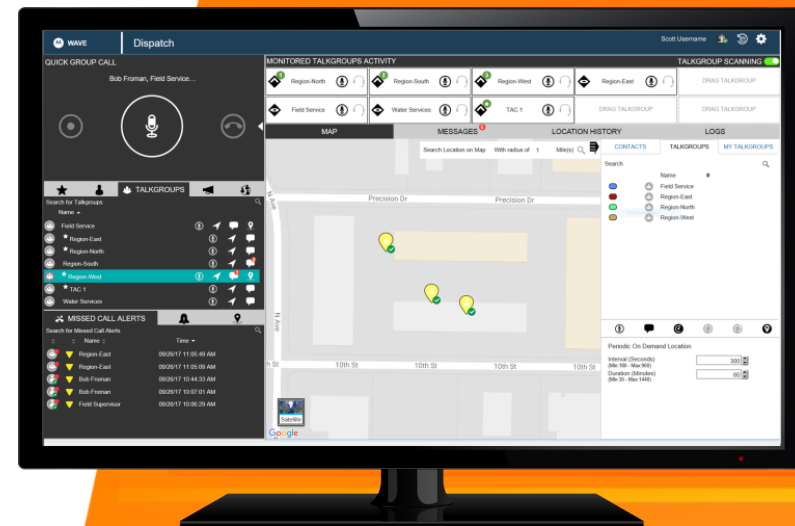 WAVE Dispatch Scott Username
QUICK GROUP CALL
Bob Froman, Field Service...
MONITORED TALKGROUPS ACTIVITY TALKGROUP SCANNING
Region-North Region-South Region-West Region-East DRAG TALKGROUP
Field Service Water Services TAC 1 DRAG TALKGROUP DRAG TALKGROUP
MAP MESSAGES LOCATION HISTORY LOGS
Search Location on Map With radius of 1 Mile(s)
N Ave
Precision Dr Precision Dr
N Ave
h St 10th St 10th St 10th St
Satellite
Google
CONTACTS TALKGROUPS MY TALKGROUPS
Search
Name
Field Service
Region-East
Region-North
Region-West
Periodic On Demand Location
Interval (Seconds) 300
(Min:180 - Max:900)
Duration (Minutes) 60
(Min:30 - Max:1440)
TALKGROUPS
Search for Talkgroups
Name
Field Service
Region-East
Region-North
Region-South
Region-West
TAC 1
Water Services
MISSED CALL ALERTS
Search for Missed Call Alerts
Name Time
Region-East 09/26/17 11:05:49 AM
Region-East 09/26/17 11:05:09 AM
Bob Froman 09/26/17 10:44:33 AM
Bob Froman 09/26/17 10:07:01 AM
Field Supervisor 09/26/17 10:06:29 AM